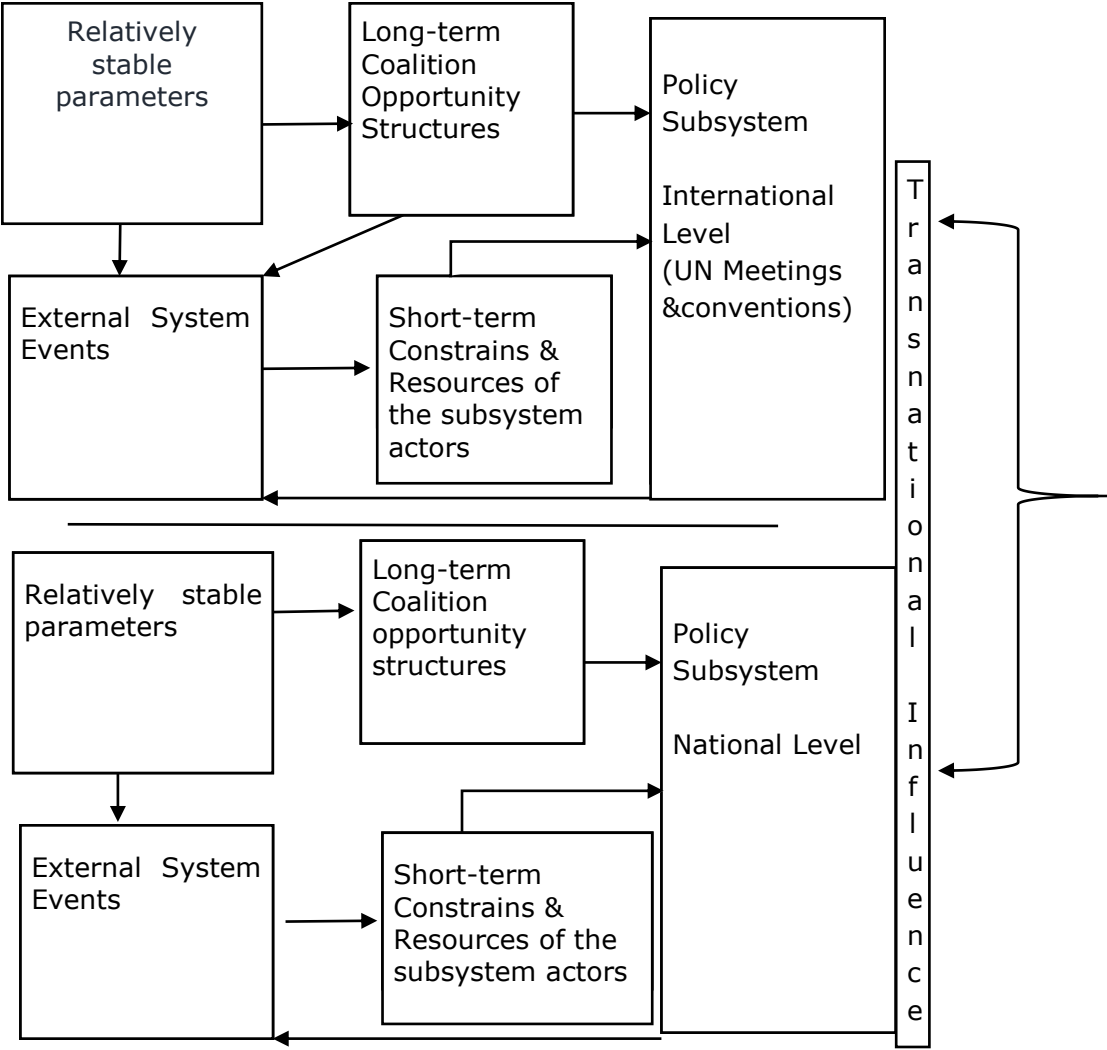 Relatively
stable
parameters
Long-term
Coalition
Opportunity
Structures
Policy
Subsystem
International
Level
(UN Meetings
&conventions)
External System
Events
Short-term
Constrains &
Resources of
the subsystem
actors
Transnational Influence
Relatively stable
parameters
Long-term
Coalition
opportunity
structures
Policy
Subsystem
National Level
External System
Events
Short-term
Constrains &
Resources of the
subsystem actors